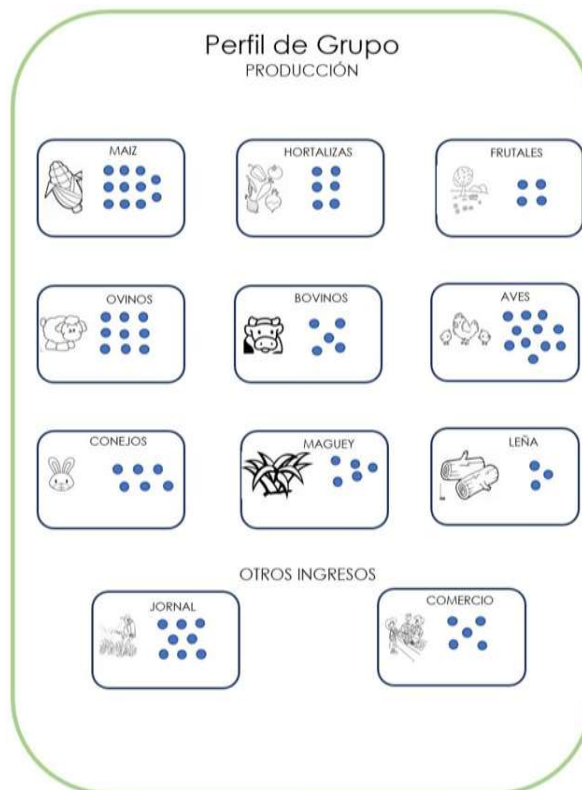 Perfil de Grupo
PRODUCCIÓN
MAIZ
HORTALIZAS
FRUTALES
OVINOS
BOVINOS
AVES
CONEJOS
MAGUEY
LEÑA
OTROS INGRESOS
JORNAL
COMERCIO